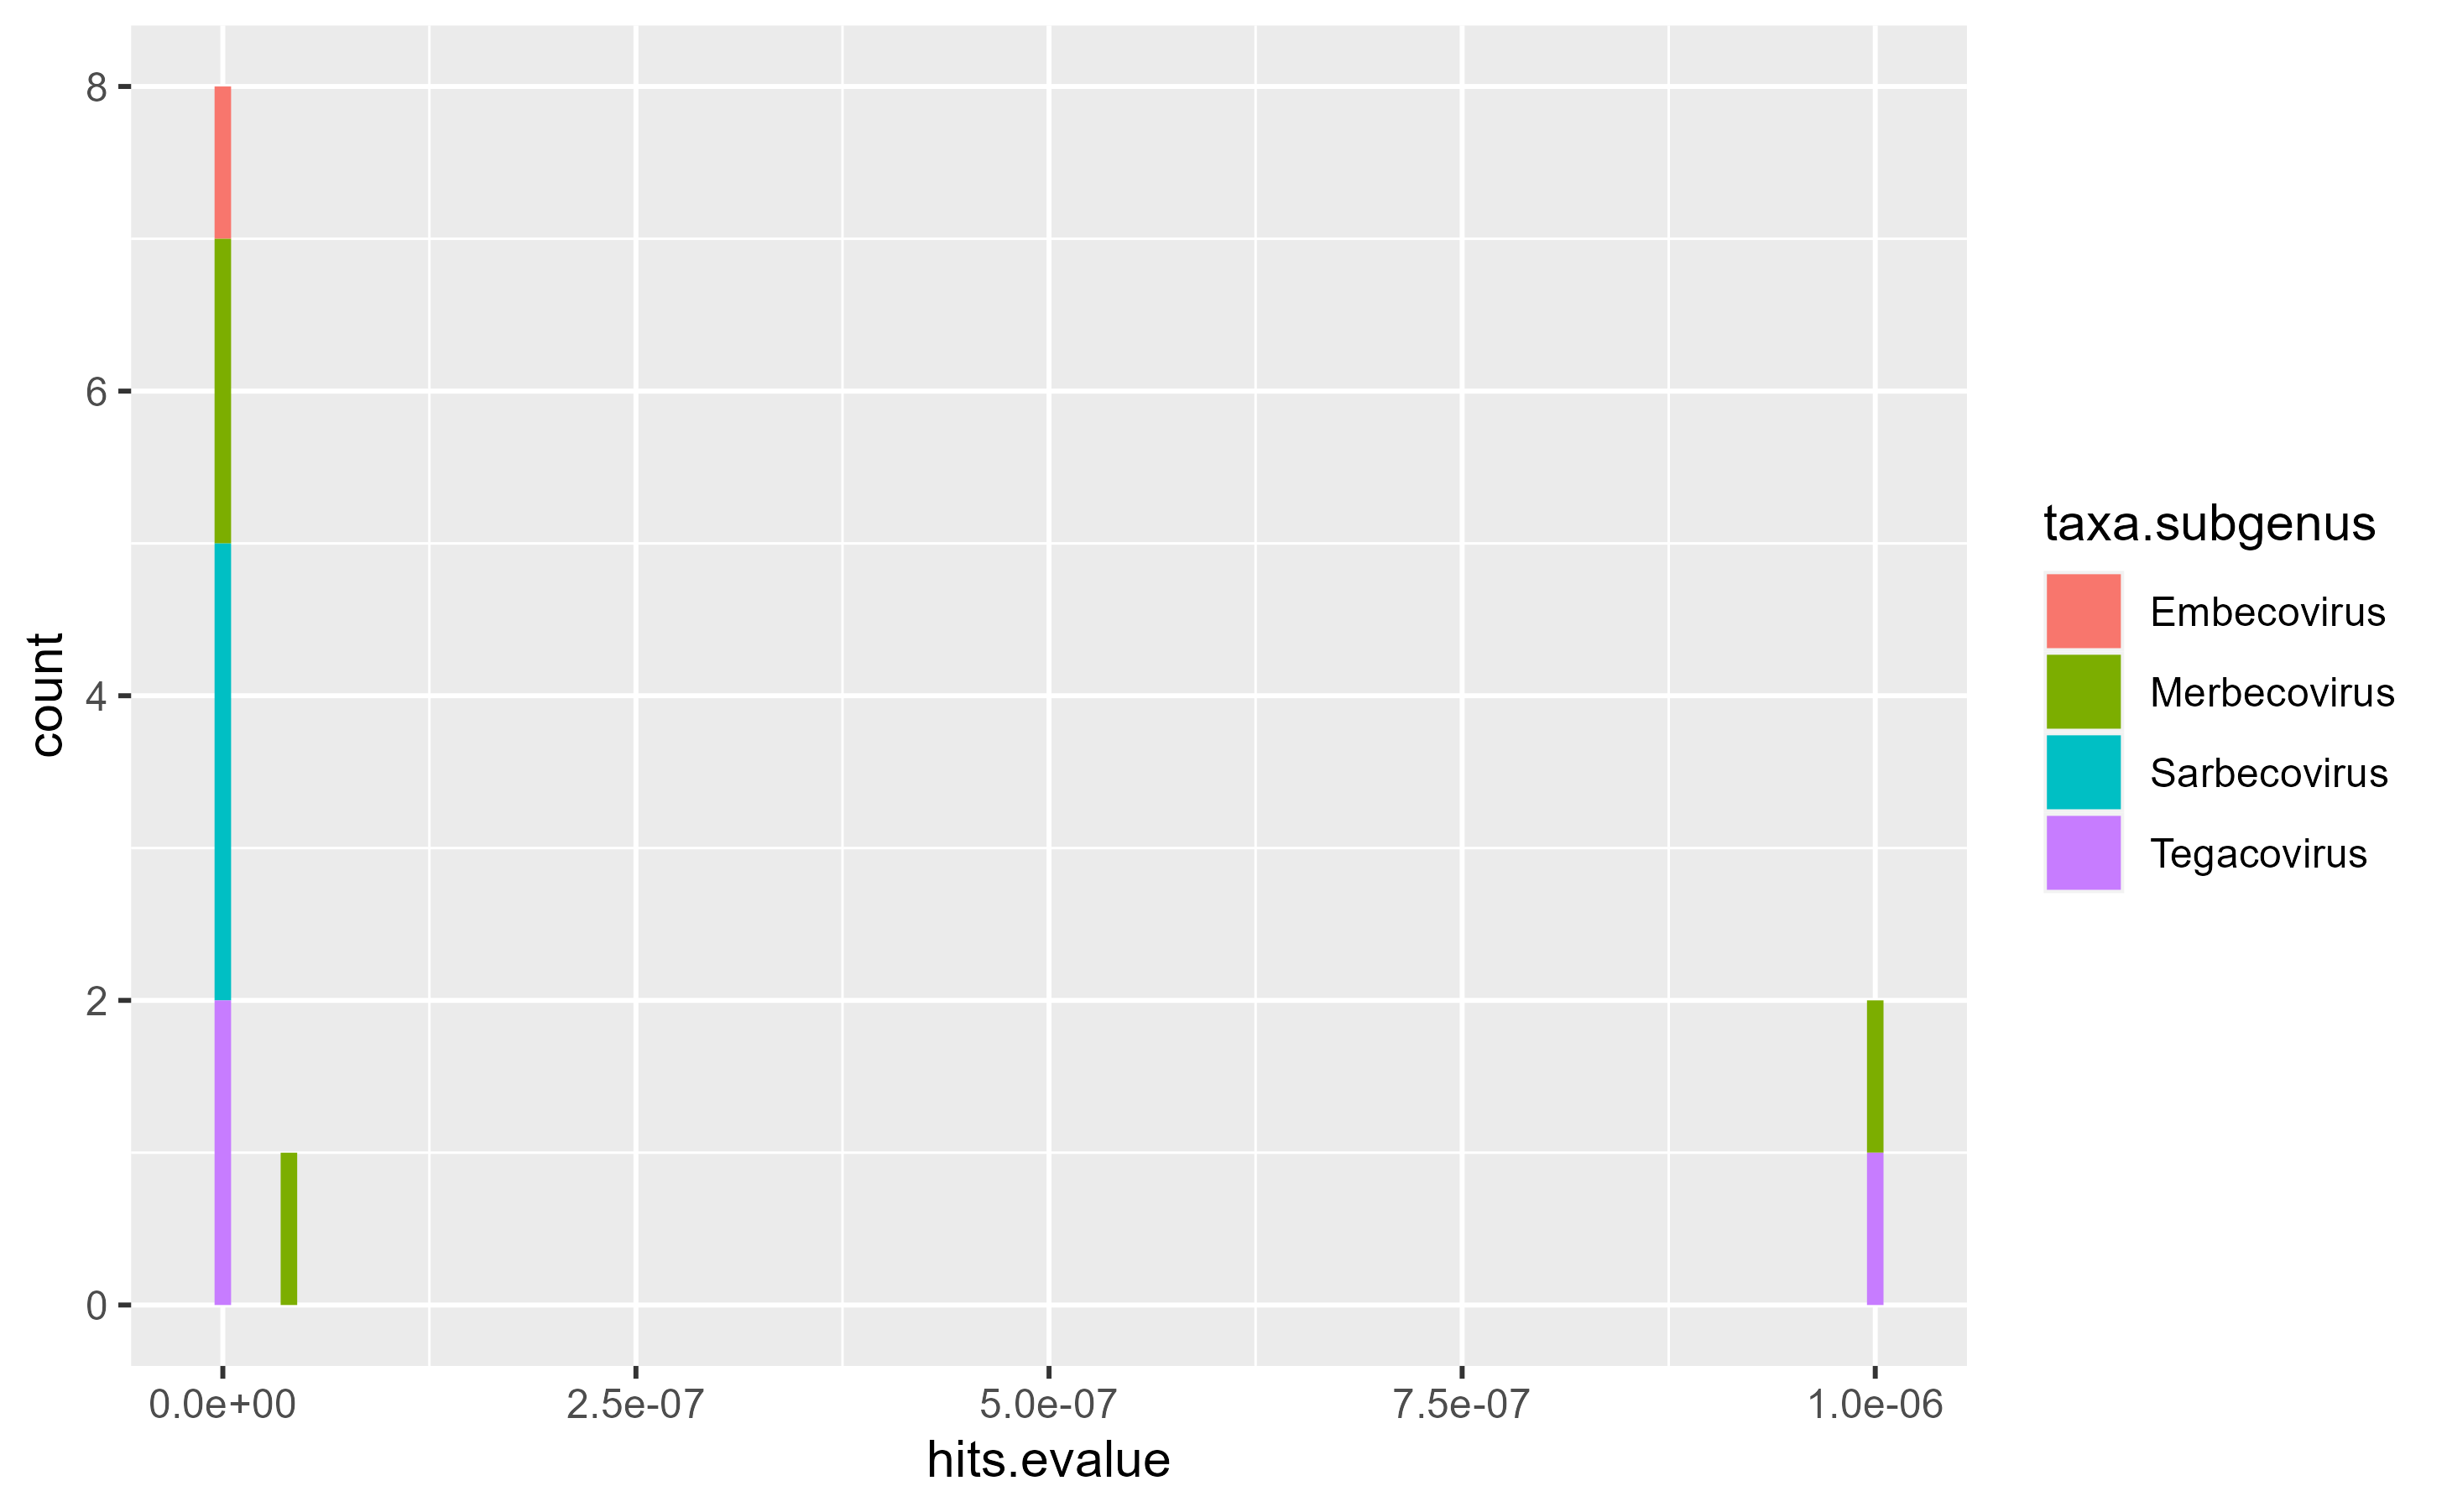 8
6
4
2
0
count
0.0e+00 2.5e-07 5.0e-07 7.5e-07 1.0e-06
hits.evalue
taxa.subgenus
Embecovirus
Merbecovirus
Sarbecovirus
Tegacovirus